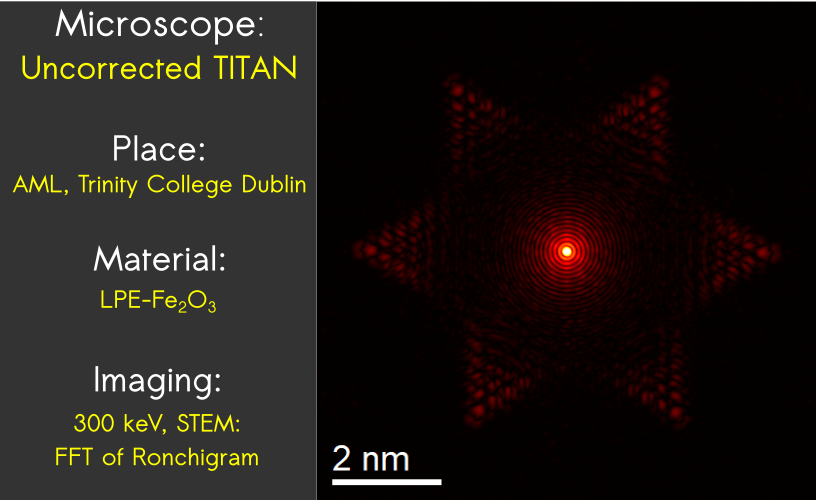 Microscope:
Uncorrected TITAN
Place:
AML, Trinity College Dublin
Material:
LPE-Fe₂O₃
Imaging:
300 keV, STEM:
FFT of Ronchigram
2 nm